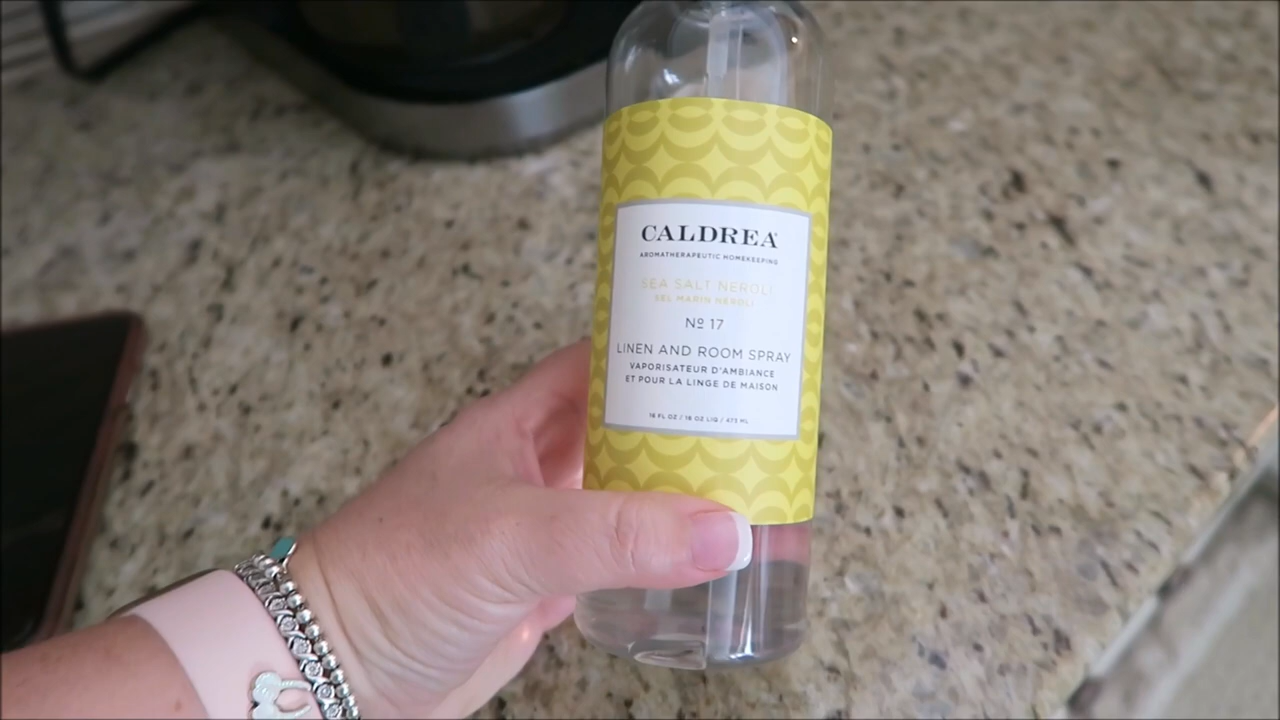 CALDREA
AROMATHERAPEUTIC HOMEKEEPING
SEA SALT NEROLI
SEL MARIN NEROLI
Nº 17
LINEN AND ROOM SPRAY
VAPORISATEUR D'AMBIANCE
ET POUR LA LINGE DE MAISON
16 FL OZ / 16 OZ LIQ / 473 ML